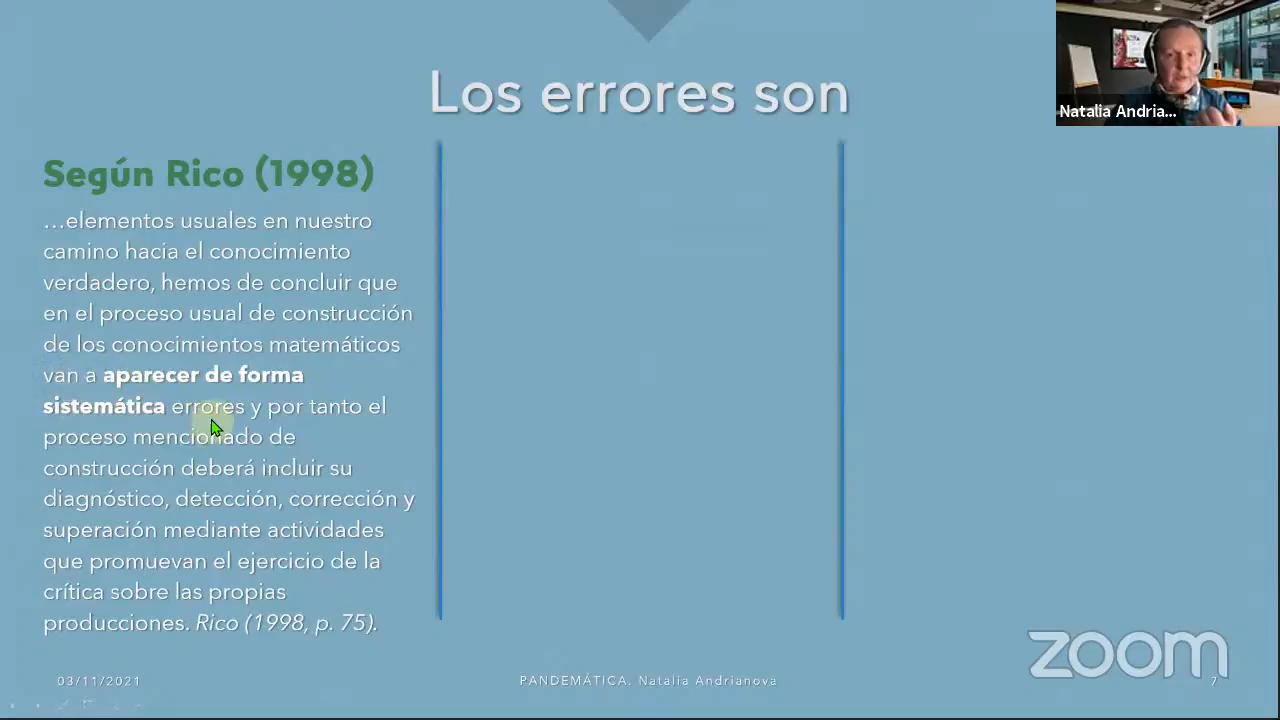 Los errores son
Natalia Andria...
Según Rico (1998)
...elementos usuales en nuestro
camino hacia el conocimiento
verdadero, hemos de concluir que
en el proceso usual de construcción
de los conocimientos matemáticos
van a aparecer de forma
sistemática errores y por tanto el
proceso mencionado de
construcción deberá incluir su
diagnóstico, detección, corrección y
superación mediante actividades
que promuevan el ejercicio de la
crítica sobre las propias
producciones. Rico (1998, p. 75).
zoom
03/11/2021
PANDEMÁTICA. Natalia Andrianova
7